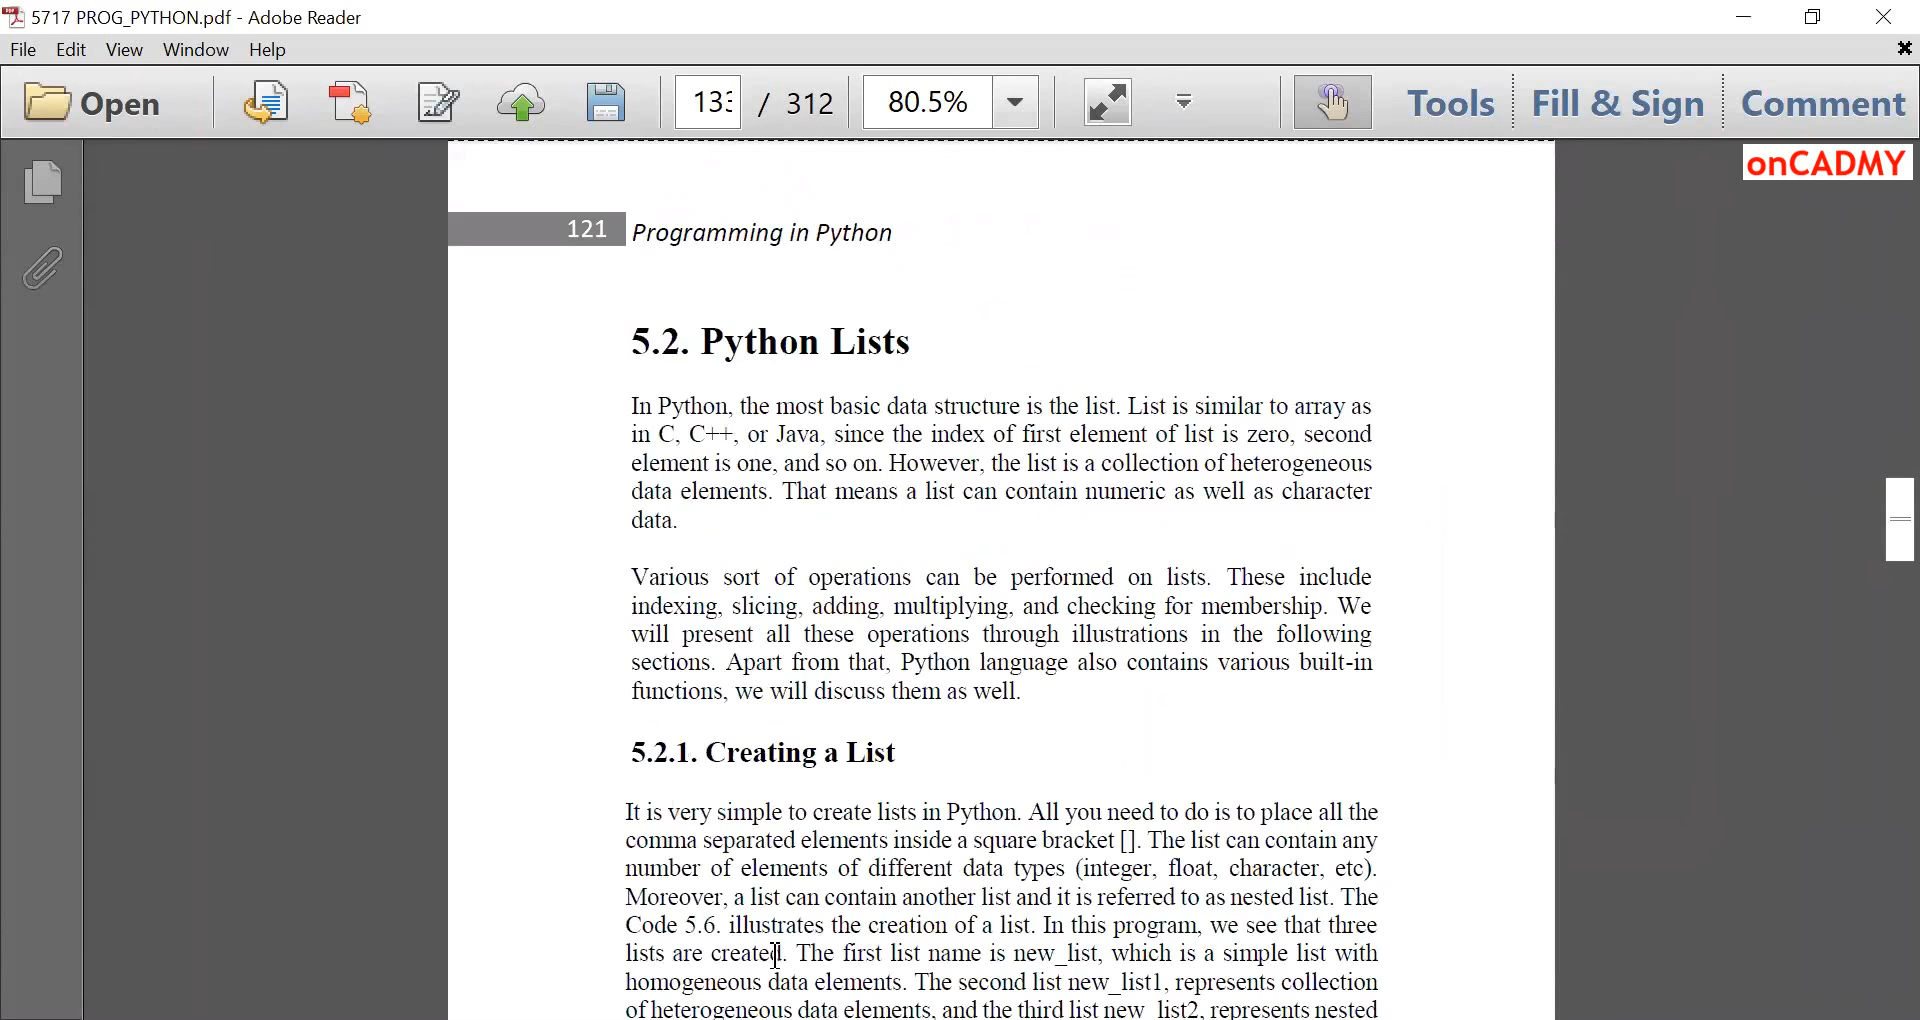 5717 PROG_PYTHON.pdf - Adobe Reader
File Edit View Window Help
Open 133 / 312 80.5% Tools Fill & Sign Comment
onCADMY
121 Programming in Python
5.2. Python Lists
In Python, the most basic data structure is the list. List is similar to array as
in C, C++, or Java, since the index of first element of list is zero, second
element is one, and so on. However, the list is a collection of heterogeneous
data elements. That means a list can contain numeric as well as character
data.
Various sort of operations can be performed on lists. These include
indexing, slicing, adding, multiplying, and checking for membership. We
will present all these operations through illustrations in the following
sections. Apart from that, Python language also contains various built-in
functions, we will discuss them as well.
5.2.1. Creating a List
It is very simple to create lists in Python. All you need to do is to place all the
comma separated elements inside a square bracket []. The list can contain any
number of elements of different data types (integer, float, character, etc).
Moreover, a list can contain another list and it is referred to as nested list. The
Code 5.6. illustrates the creation of a list. In this program, we see that three
lists are created. The first list name is new_list, which is a simple list with
homogeneous data elements. The second list new_list1, represents collection
of heterogeneous data elements, and the third list new_list2, represents nested